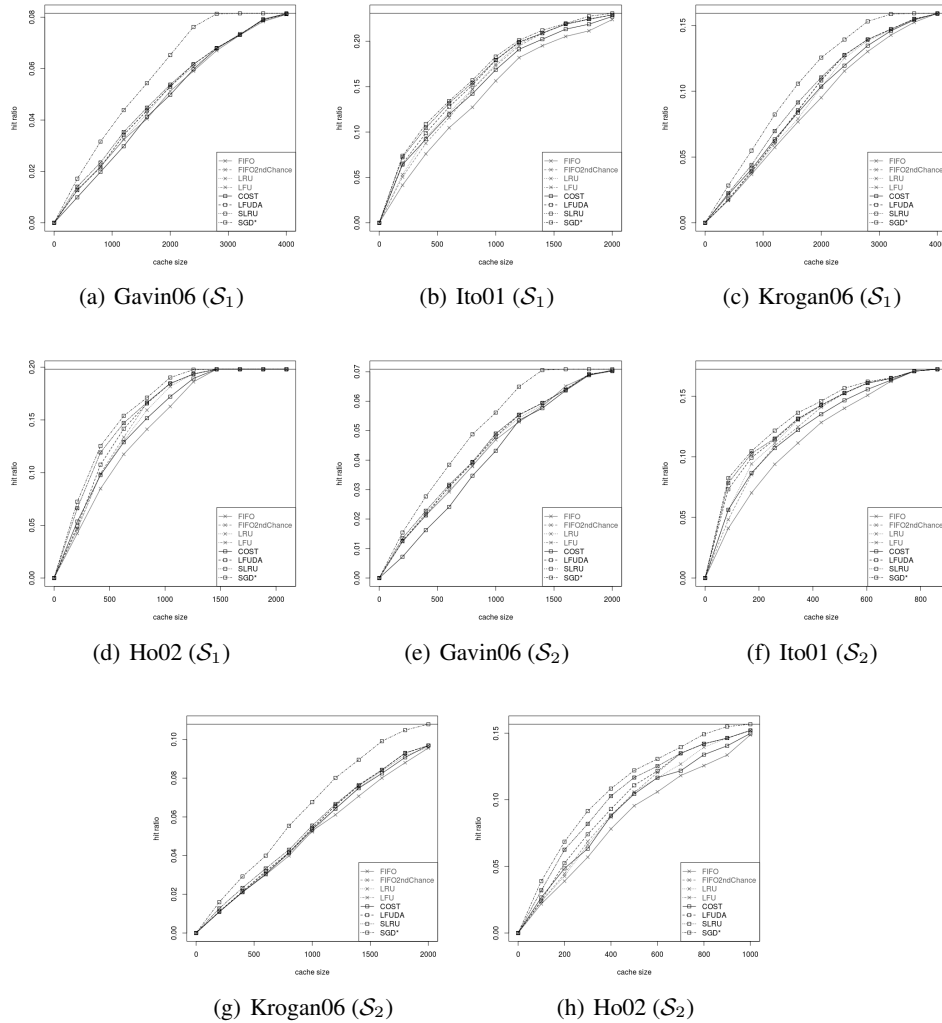 hit ratio
0.00 0.02 0.04 0.06 0.08
0 1000 2000 3000 4000
cache size
FIFO
FIFO2ndChance
LRU
LFU
COST
LFUDA
SLRU
SGD*
(a) Gavin06 (S₁)
hit ratio
0.00 0.05 0.10 0.15 0.20
0 500 1000 1500 2000
cache size
FIFO
FIFO2ndChance
LRU
LFU
COST
LFUDA
SLRU
SGD*
(b) Ito01 (S₁)
hit ratio
0.00 0.05 0.10 0.15
0 1000 2000 3000 4000
cache size
FIFO
FIFO2ndChance
LRU
LFU
COST
LFUDA
SLRU
SGD*
(c) Krogan06 (S₁)
hit ratio
0.00 0.05 0.10 0.15 0.20
0 500 1000 1500 2000
cache size
FIFO
FIFO2ndChance
LRU
LFU
COST
LFUDA
SLRU
SGD*
(d) Ho02 (S₁)
hit ratio
0.00 0.01 0.02 0.03 0.04 0.05 0.06 0.07
0 500 1000 1500 2000
cache size
FIFO
FIFO2ndChance
LRU
LFU
COST
LFUDA
SLRU
SGD*
(e) Gavin06 (S₂)
hit ratio
0.00 0.05 0.10 0.15
0 200 400 600 800
cache size
FIFO
FIFO2ndChance
LRU
LFU
COST
LFUDA
SLRU
SGD*
(f) Ito01 (S₂)
hit ratio
0.00 0.02 0.04 0.06 0.08 0.10
0 500 1000 1500 2000
cache size
FIFO
FIFO2ndChance
LRU
LFU
COST
LFUDA
SLRU
SGD*
(g) Krogan06 (S₂)
hit ratio
0.00 0.05 0.10 0.15
0 200 400 600 800 1000
cache size
FIFO
FIFO2ndChance
LRU
LFU
COST
LFUDA
SLRU
SGD*
(h) Ho02 (S₂)